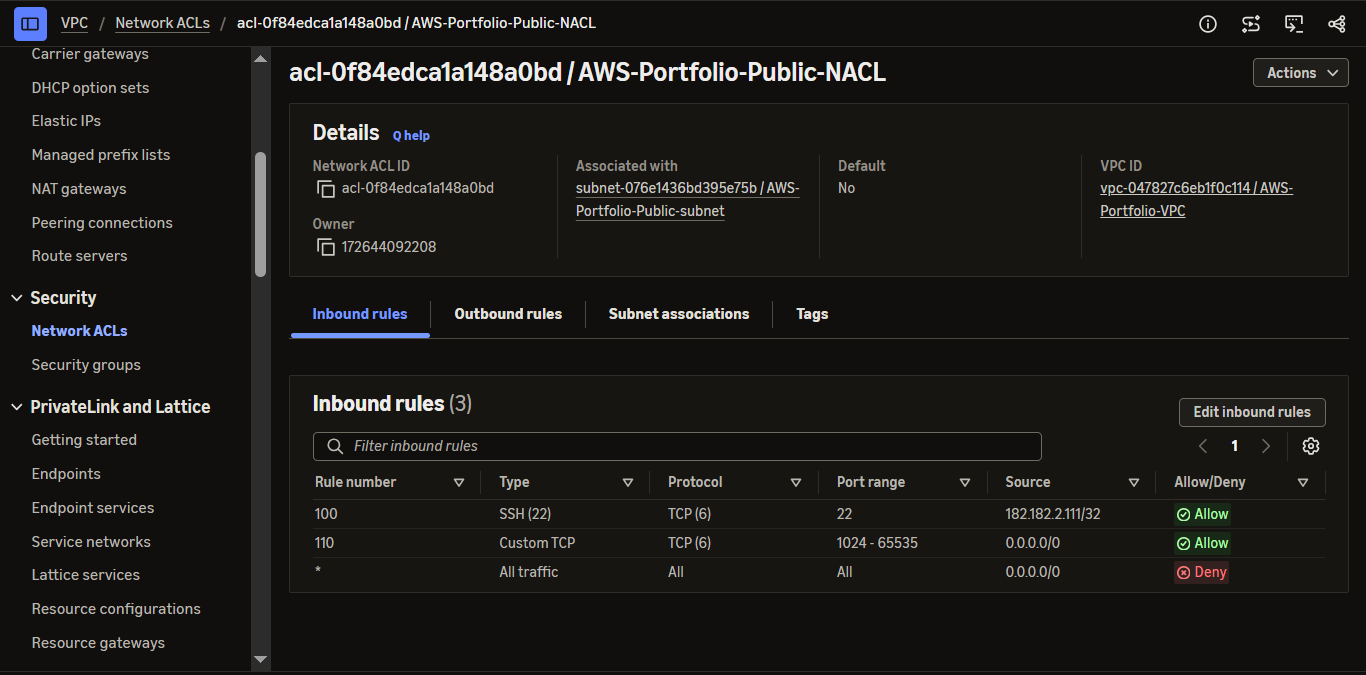 VPC / Network ACLs / acl-0f84edca1a148a0bd / AWS-Portfolio-Public-NACL
Carrier gateways
DHCP option sets
Elastic IPs
Managed prefix lists
NAT gateways
Peering connections
Route servers
Security
Network ACLs
Security groups
PrivateLink and Lattice
Getting started
Endpoints
Endpoint services
Service networks
Lattice services
Resource configurations
Resource gateways
acl-0f84edca1a148a0bd / AWS-Portfolio-Public-NACL
Actions
Details Q help
Network ACL ID
acl-0f84edca1a148a0bd
Owner
172644092208
Associated with
subnet-076e1436bd395e75b / AWS-
Portfolio-Public-subnet
Default
No
VPC ID
vpc-047827c6eb1f0c114 / AWS-
Portfolio-VPC
Inbound rules Outbound rules Subnet associations Tags
Inbound rules (3)
Edit inbound rules
Filter inbound rules
1
Rule number Type Protocol Port range Source Allow/Deny
100 SSH (22) TCP (6) 22 182.182.2.111/32 Allow
110 Custom TCP TCP (6) 1024 - 65535 0.0.0.0/0 Allow
* All traffic All All 0.0.0.0/0 Deny